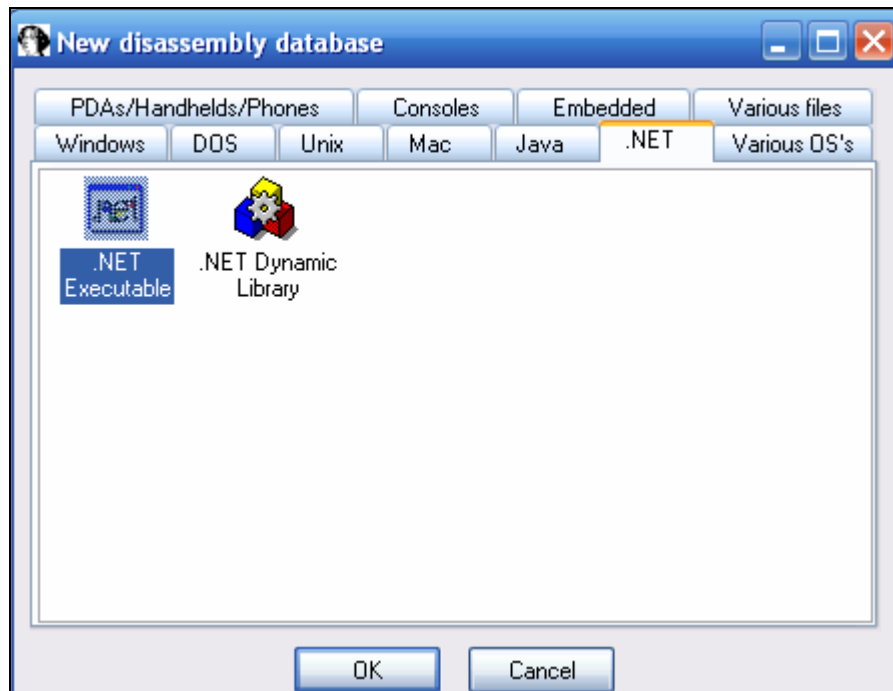 New disassembly database
PDAs/Handhelds/Phones Consoles Embedded Various files
Windows DOS Unix Mac Java .NET Various OS's
.NET
Executable
.NET Dynamic
Library
OK Cancel